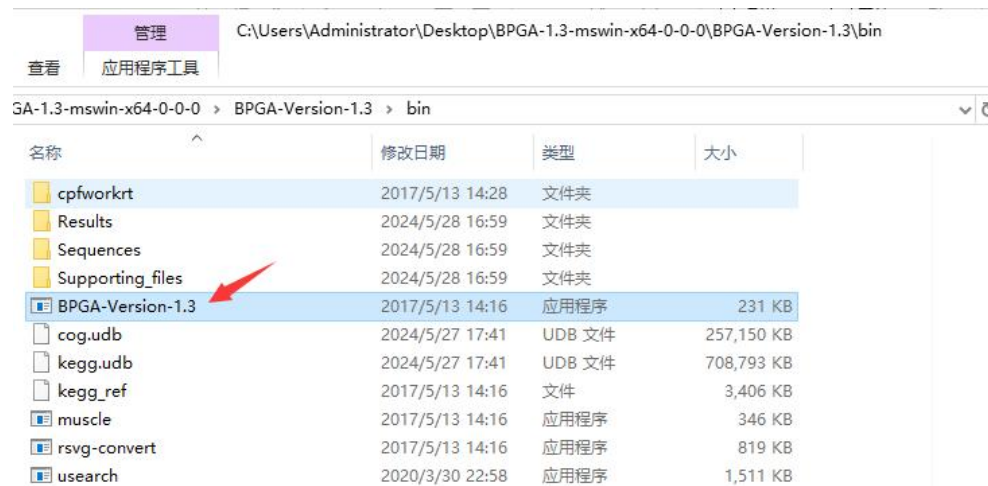 管理 C:\Users\Administrator\Desktop\BPGA-1.3-mswin-x64-0-0-0\BPGA-Version-1.3\bin
查看 应用程序工具
GA-1.3-mswin-x64-0-0-0 > BPGA-Version-1.3 > bin
名称 修改日期 类型 大小
cpfworkrt 2017/5/13 14:28 文件夹
Results 2024/5/28 16:59 文件夹
Sequences 2024/5/28 16:59 文件夹
Supporting_files 2024/5/28 16:59 文件夹
BPGA-Version-1.3 2017/5/13 14:16 应用程序 231 KB
cog.udb 2024/5/27 17:41 UDB 文件 257,150 KB
kegg.udb 2024/5/27 17:41 UDB 文件 708,793 KB
kegg_ref 2017/5/13 14:16 文件 3,406 KB
muscle 2017/5/13 14:16 应用程序 346 KB
rsvg-convert 2017/5/13 14:16 应用程序 819 KB
usearch 2020/3/30 22:58 应用程序 1,511 KB